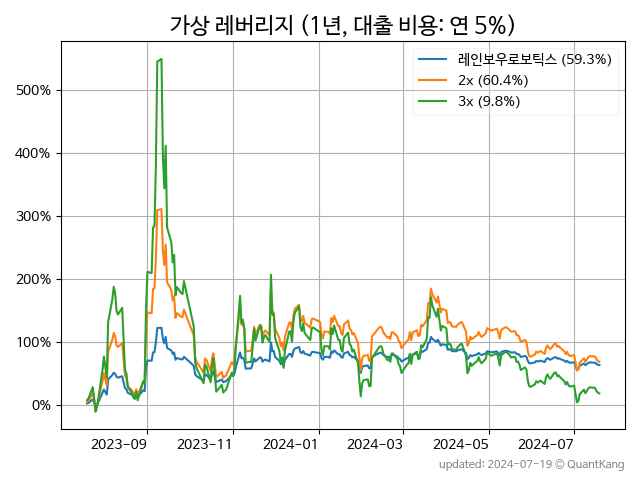 가상 레버리지 (1년, 대출 비용: 연 5%)
레인보우로보틱스 (59.3%)
2x (60.4%)
3x (9.8%)
500%
400%
300%
200%
100%
0%
2023-09 2023-11 2024-01 2024-03 2024-05 2024-07
updated: 2024-07-19 © QuantKang